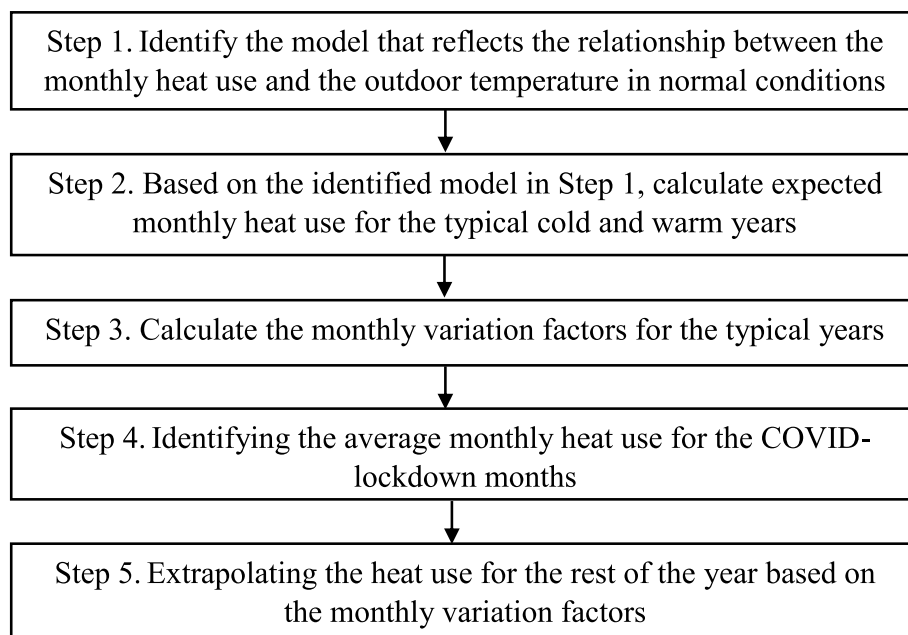 Step 1. Identify the model that reflects the relationship between the
monthly heat use and the outdoor temperature in normal conditions
Step 2. Based on the identified model in Step 1, calculate expected
monthly heat use for the typical cold and warm years
Step 3. Calculate the monthly variation factors for the typical years
Step 4. Identifying the average monthly heat use for the COVID-
lockdown months
Step 5. Extrapolating the heat use for the rest of the year based on
the monthly variation factors